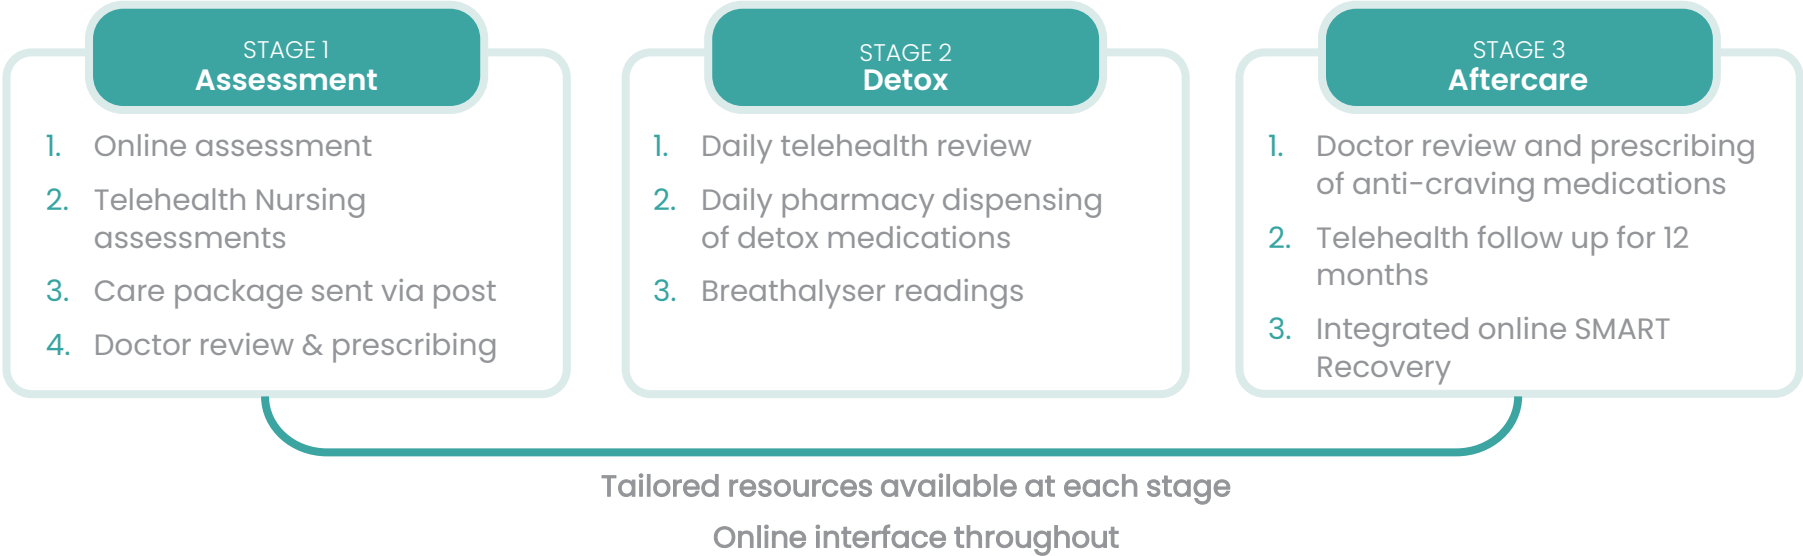 STAGE 1
Assessment
1. Online assessment
2. Telehealth Nursing
assessments
3. Care package sent via post
4. Doctor review & prescribing
STAGE 2
Detox
1. Daily telehealth review
2. Daily pharmacy dispensing
of detox medications
3. Breathalyser readings
STAGE 3
Aftercare
1. Doctor review and prescribing
of anti-craving medications
2. Telehealth follow up for 12
months
3. Integrated online SMART
Recovery
Tailored resources available at each stage
Online interface throughout